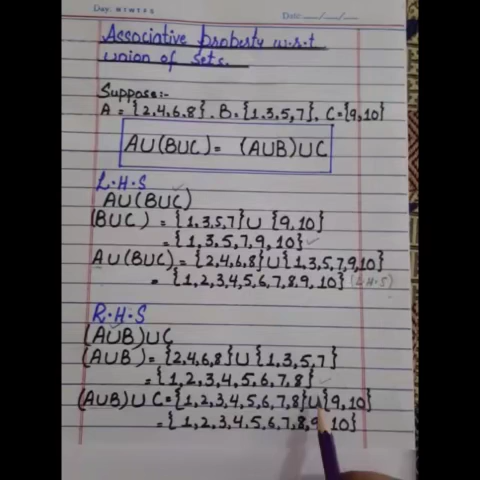 Day: M T W T F S Date:__/__/__
Associative property w.r.t
union of sets.
Suppose:-
A = {2,4,6,8}. B={1,3,5,7}, C={9,10}
AU(BUC)= (AUB)UC
L.H.S
AU(BUC)
(BUC) = {1,3,5,7}U {9,10}
= {1,3,5,7,9,10}
AU(BUC) = {2,4,6,8}U{1,3,5,7,9,10}
= {1,2,3,4,5,6,7,8,9,10} (L.H.S)
R.H.S
(AUB)UC
(AUB) = {2,4,6,8} U {1,3,5,7}
= {1,2,3,4,5,6,7,8}
(AUB)U C = {1,2,3,4,5,6,7,8}U{9,10}
= {1,2,3,4,5,6,7,8,9,10}